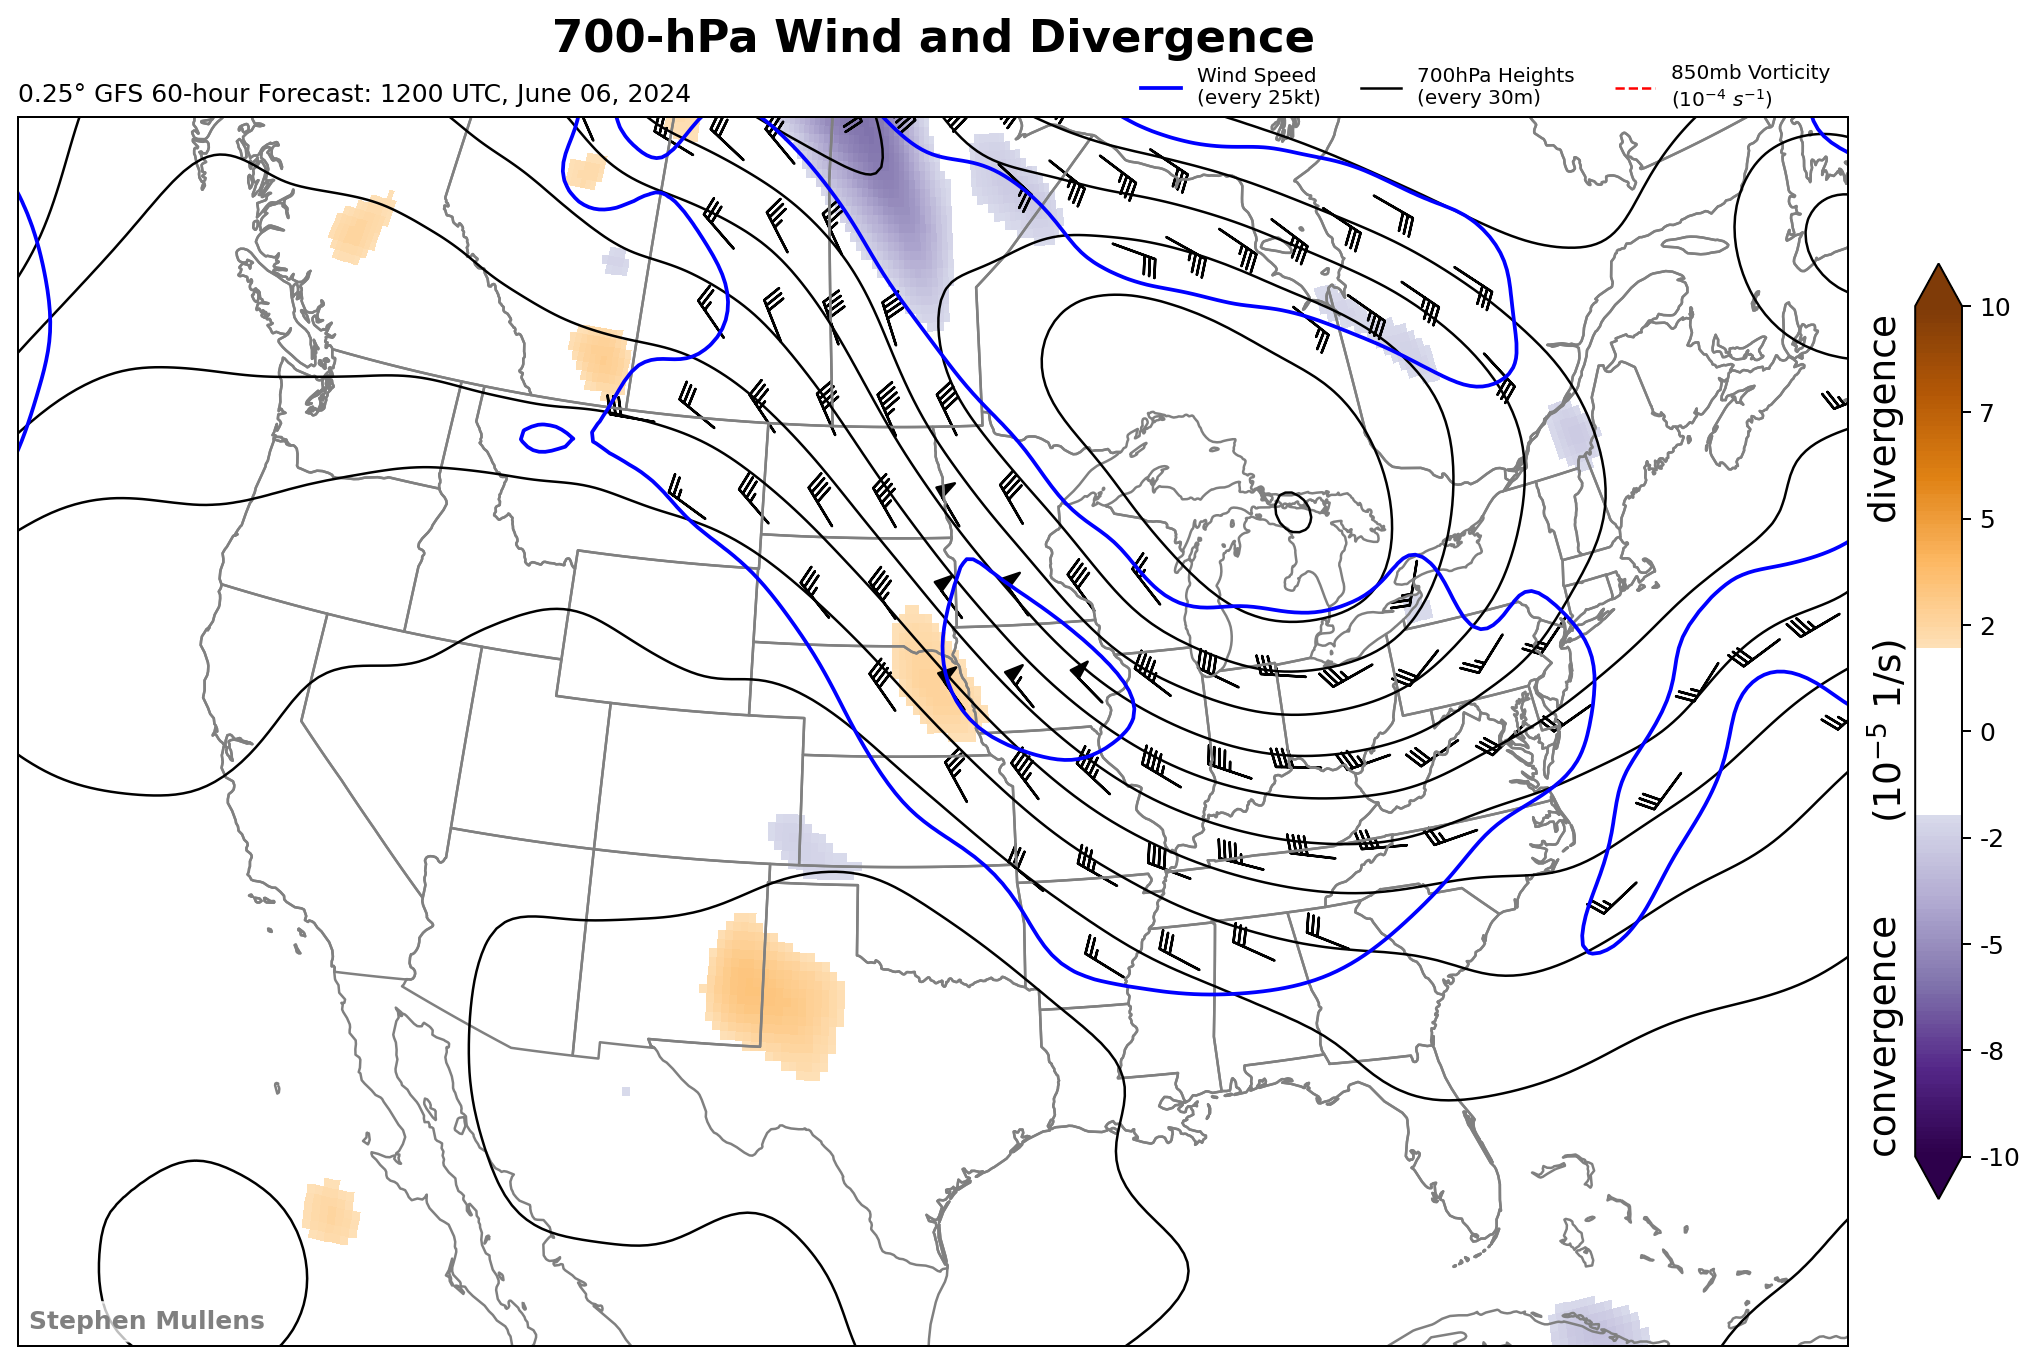 700-hPa Wind and Divergence
0.25° GFS 60-hour Forecast: 1200 UTC, June 06, 2024
Wind Speed
(every 25kt)
700hPa Heights
(every 30m)
850mb Vorticity
(10⁻⁴ s⁻¹)
10
7
5
2
0
-2
-5
-8
-10
convergence (10⁻⁵ 1/s) divergence
Stephen Mullens